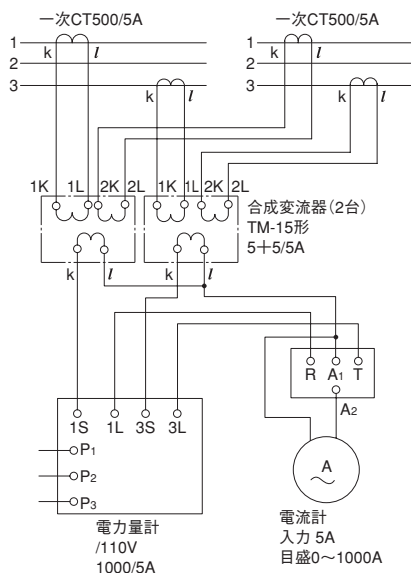 一次CT500/5A
一次CT500/5A
1
k
l
k
l
2
3
k
l
k
l
1K 1L 2K 2L
1K 1L 2K 2L
合成変流器(2台)
TM-15形
5+5/5A
k
l
k
l
R A1 T
A2
1S 1L 3S 3L
P1
P2
P3
A
電力量計
/110V
1000/5A
電流計
入力 5A
目盛0～1000A
1
2
3